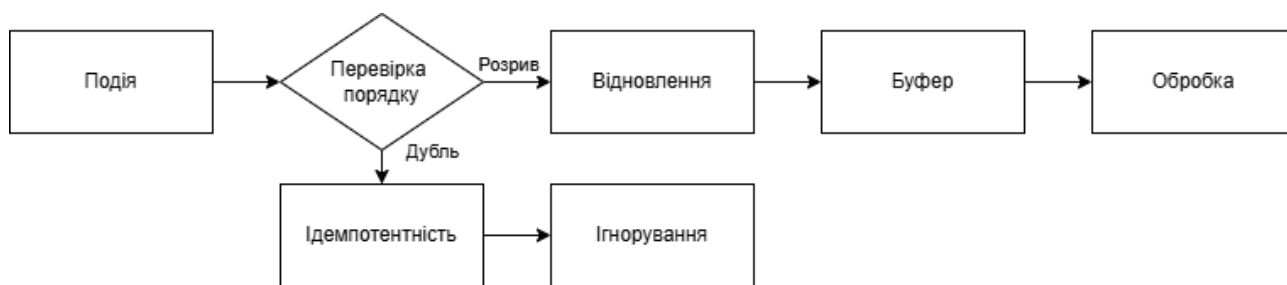 Подія
Перевірка
порядку
Розрив
Відновлення
Буфер
Обробка
Дубль
Ідемпотентність
Ігнорування